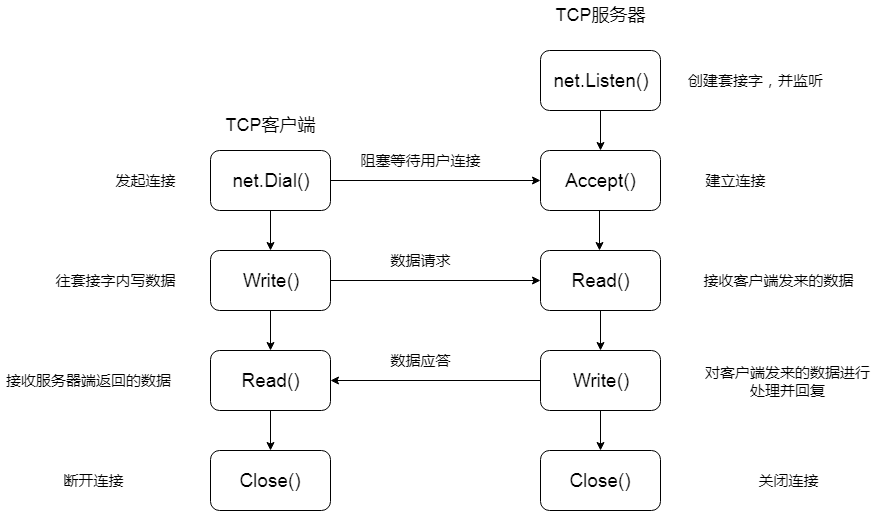 TCP服务器
net.Listen()
创建套接字，并监听
TCP客户端
发起连接
net.Dial()
阻塞等待用户连接
Accept()
建立连接
往套接字内写数据
Write()
数据请求
Read()
接收客户端发来的数据
接收服务器端返回的数据
Read()
数据应答
Write()
对客户端发来的数据进行
处理并回复
断开连接
Close()
Close()
关闭连接